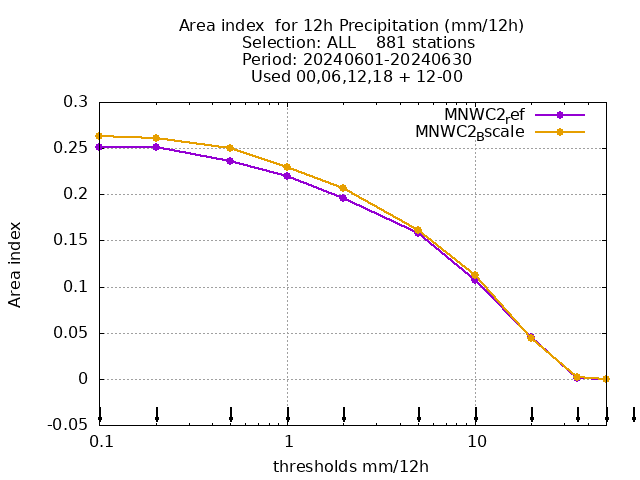 Area index  for 12h Precipitation (mm/12h)
Selection: ALL    881 stations
Period: 20240601-20240630
Used 00,06,12,18 + 12-00
MNWC2ref
MNWC2Bscale
0.3
0.25
0.2
0.15
0.1
0.05
0
-0.05
Area index
0.1
1
10
thresholds mm/12h